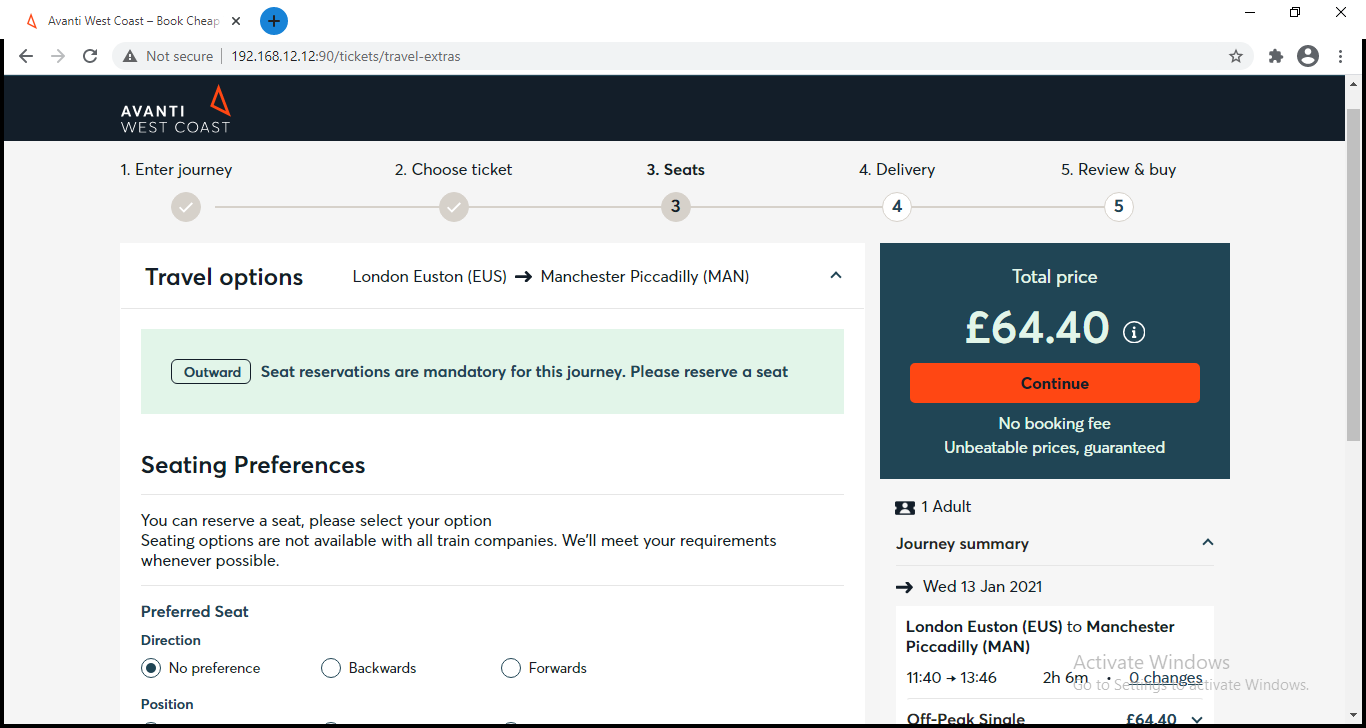 Avanti West Coast – Book Cheap
Not secure
192.168.12.12:90/tickets/travel-extras
AVANTI
WEST COAST
1. Enter journey
2. Choose ticket
3. Seats
4. Delivery
5. Review & buy
3
4
5
Travel options
London Euston (EUS) → Manchester Piccadilly (MAN)
Outward Seat reservations are mandatory for this journey. Please reserve a seat
Seating Preferences
You can reserve a seat, please select your option
Seating options are not available with all train companies. We'll meet your requirements
whenever possible.
Preferred Seat
Direction
No preference
Backwards
Forwards
Position
Total price
£64.40
Continue
No booking fee
Unbeatable prices, guaranteed
1 Adult
Journey summary
→ Wed 13 Jan 2021
London Euston (EUS) to Manchester
Piccadilly (MAN)
11:40 → 13:46 2h 6m · 0 changes
Off-Peak Single £64.40
Activate Windows
Go to Settings to activate Windows.